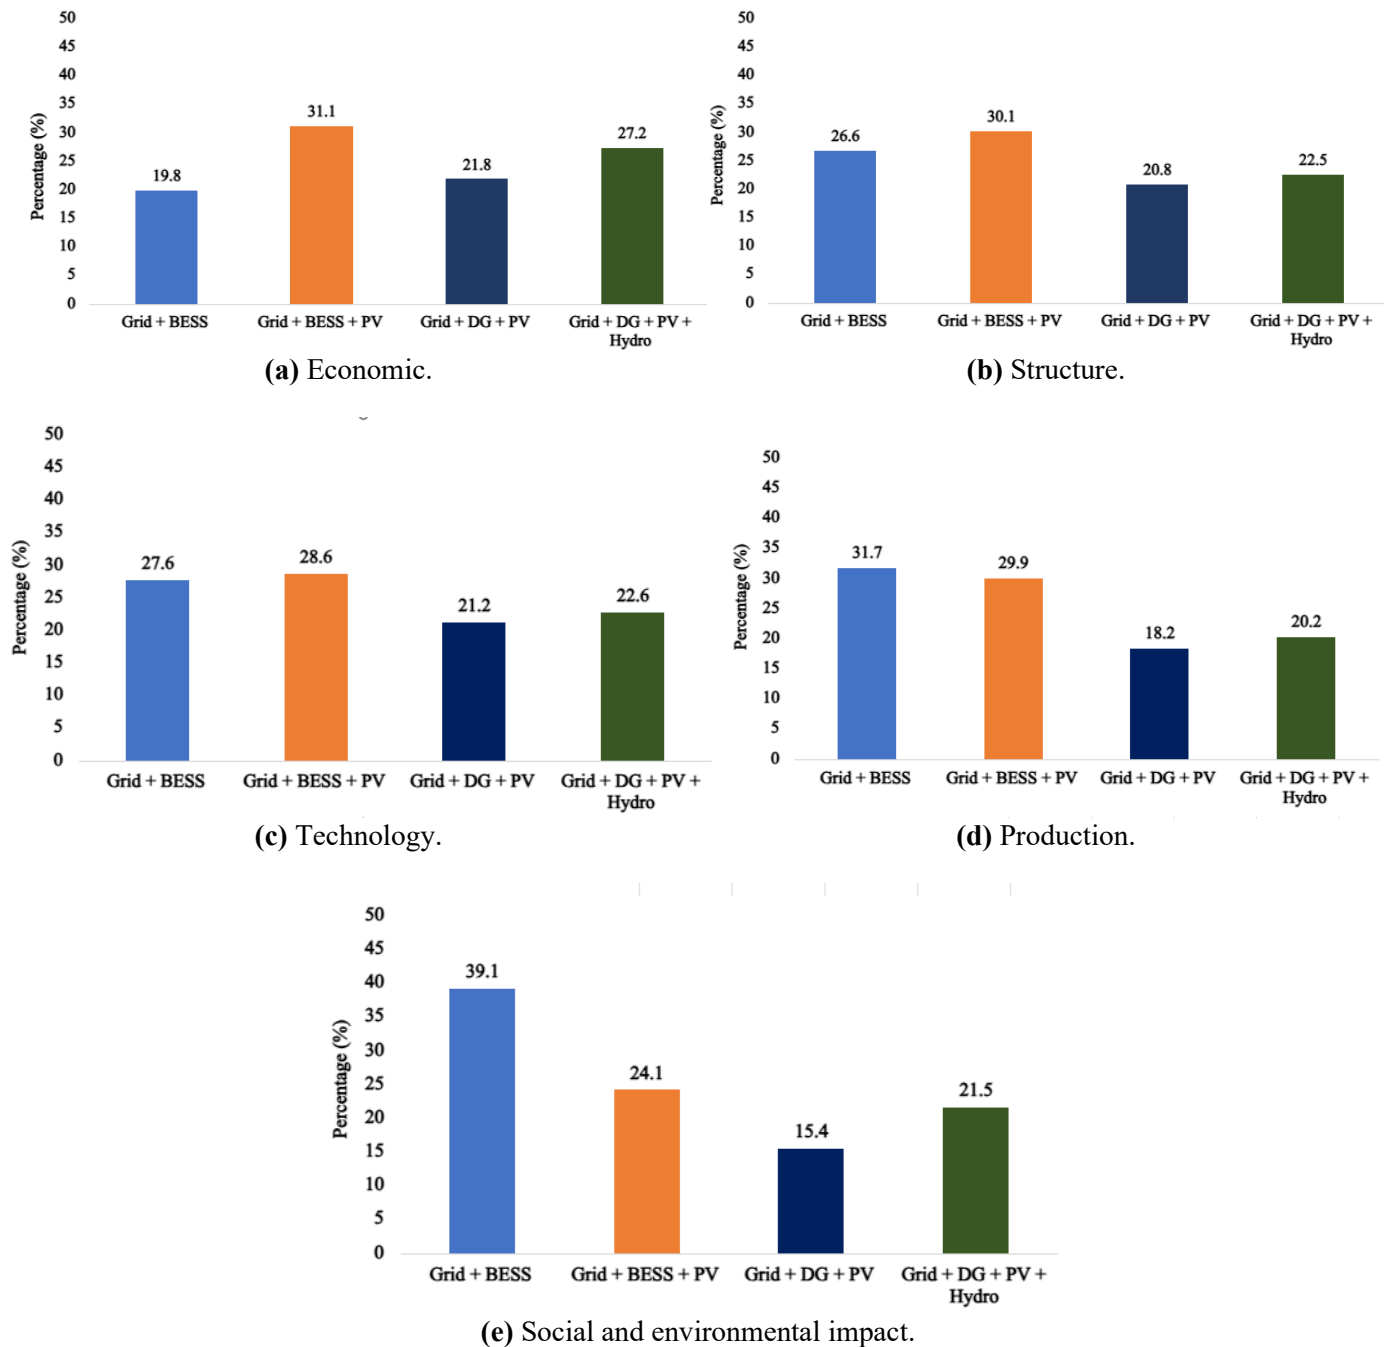 50
45
40
35
30
25
20
15
10
5
0
Percentage (%)
19.8
31.1
21.8
27.2
Grid + BESS
Grid + BESS + PV
Grid + DG + PV
Grid + DG + PV +
Hydro
(a) Economic.
50
45
40
35
30
25
20
15
10
5
0
Percentage (%)
26.6
30.1
20.8
22.5
Grid + BESS
Grid + BESS + PV
Grid + DG + PV
Grid + DG + PV +
Hydro
(b) Structure.
50
45
40
35
30
25
20
15
10
5
0
Percentage (%)
27.6
28.6
21.2
22.6
Grid + BESS
Grid + BESS + PV
Grid + DG + PV
Grid + DG + PV +
Hydro
(c) Technology.
50
45
40
35
30
25
20
15
10
5
0
Percentage (%)
31.7
29.9
18.2
20.2
Grid + BESS
Grid + BESS + PV
Grid + DG + PV
Grid + DG + PV +
Hydro
(d) Production.
50
45
40
35
30
25
20
15
10
5
0
Percentage (%)
39.1
24.1
15.4
21.5
Grid + BESS
Grid + BESS + PV
Grid + DG + PV
Grid + DG + PV +
Hydro
(e) Social and environmental impact.